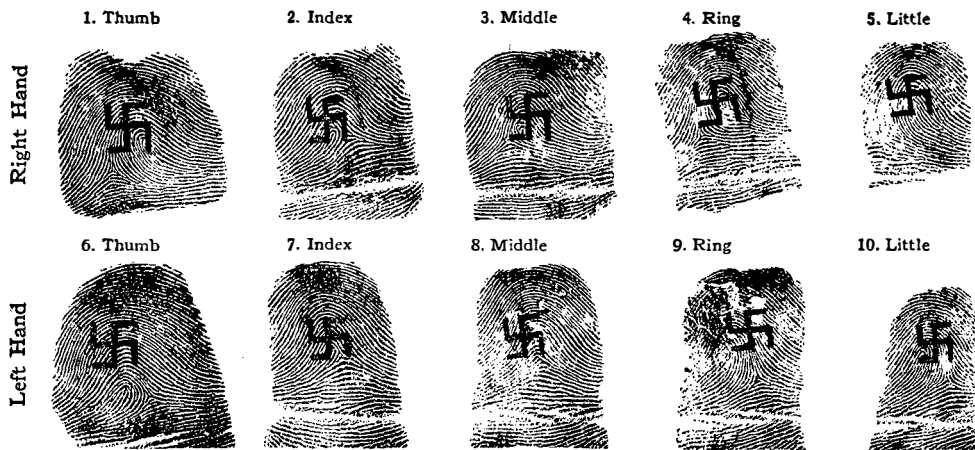 1. Thumb 2. Index 3. Middle 4. Ring 5. Little
Right Hand
6. Thumb 7. Index 8. Middle 9. Ring 10. Little
Left Hand